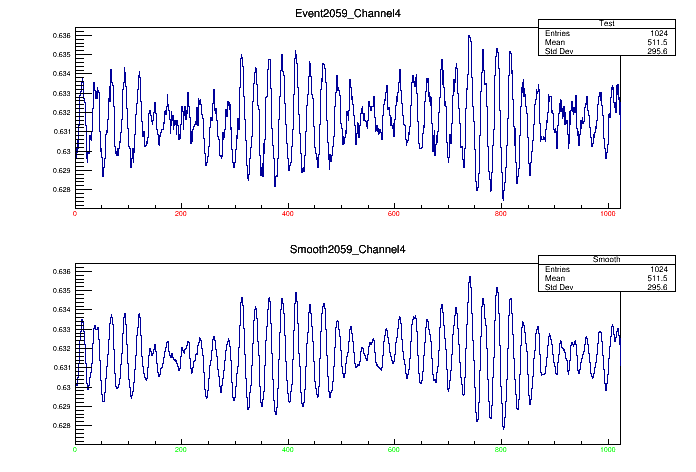 Event2059_Channel4
Test
Entries 1024
Mean 511.5
Std Dev 295.6
0.636
0.635
0.634
0.633
0.632
0.631
0.63
0.629
0.628
0 200 400 600 800 1000
Smooth2059_Channel4
Smooth
Entries 1024
Mean 511.5
Std Dev 295.6
0.636
0.635
0.634
0.633
0.632
0.631
0.63
0.629
0.628
0 200 400 600 800 1000